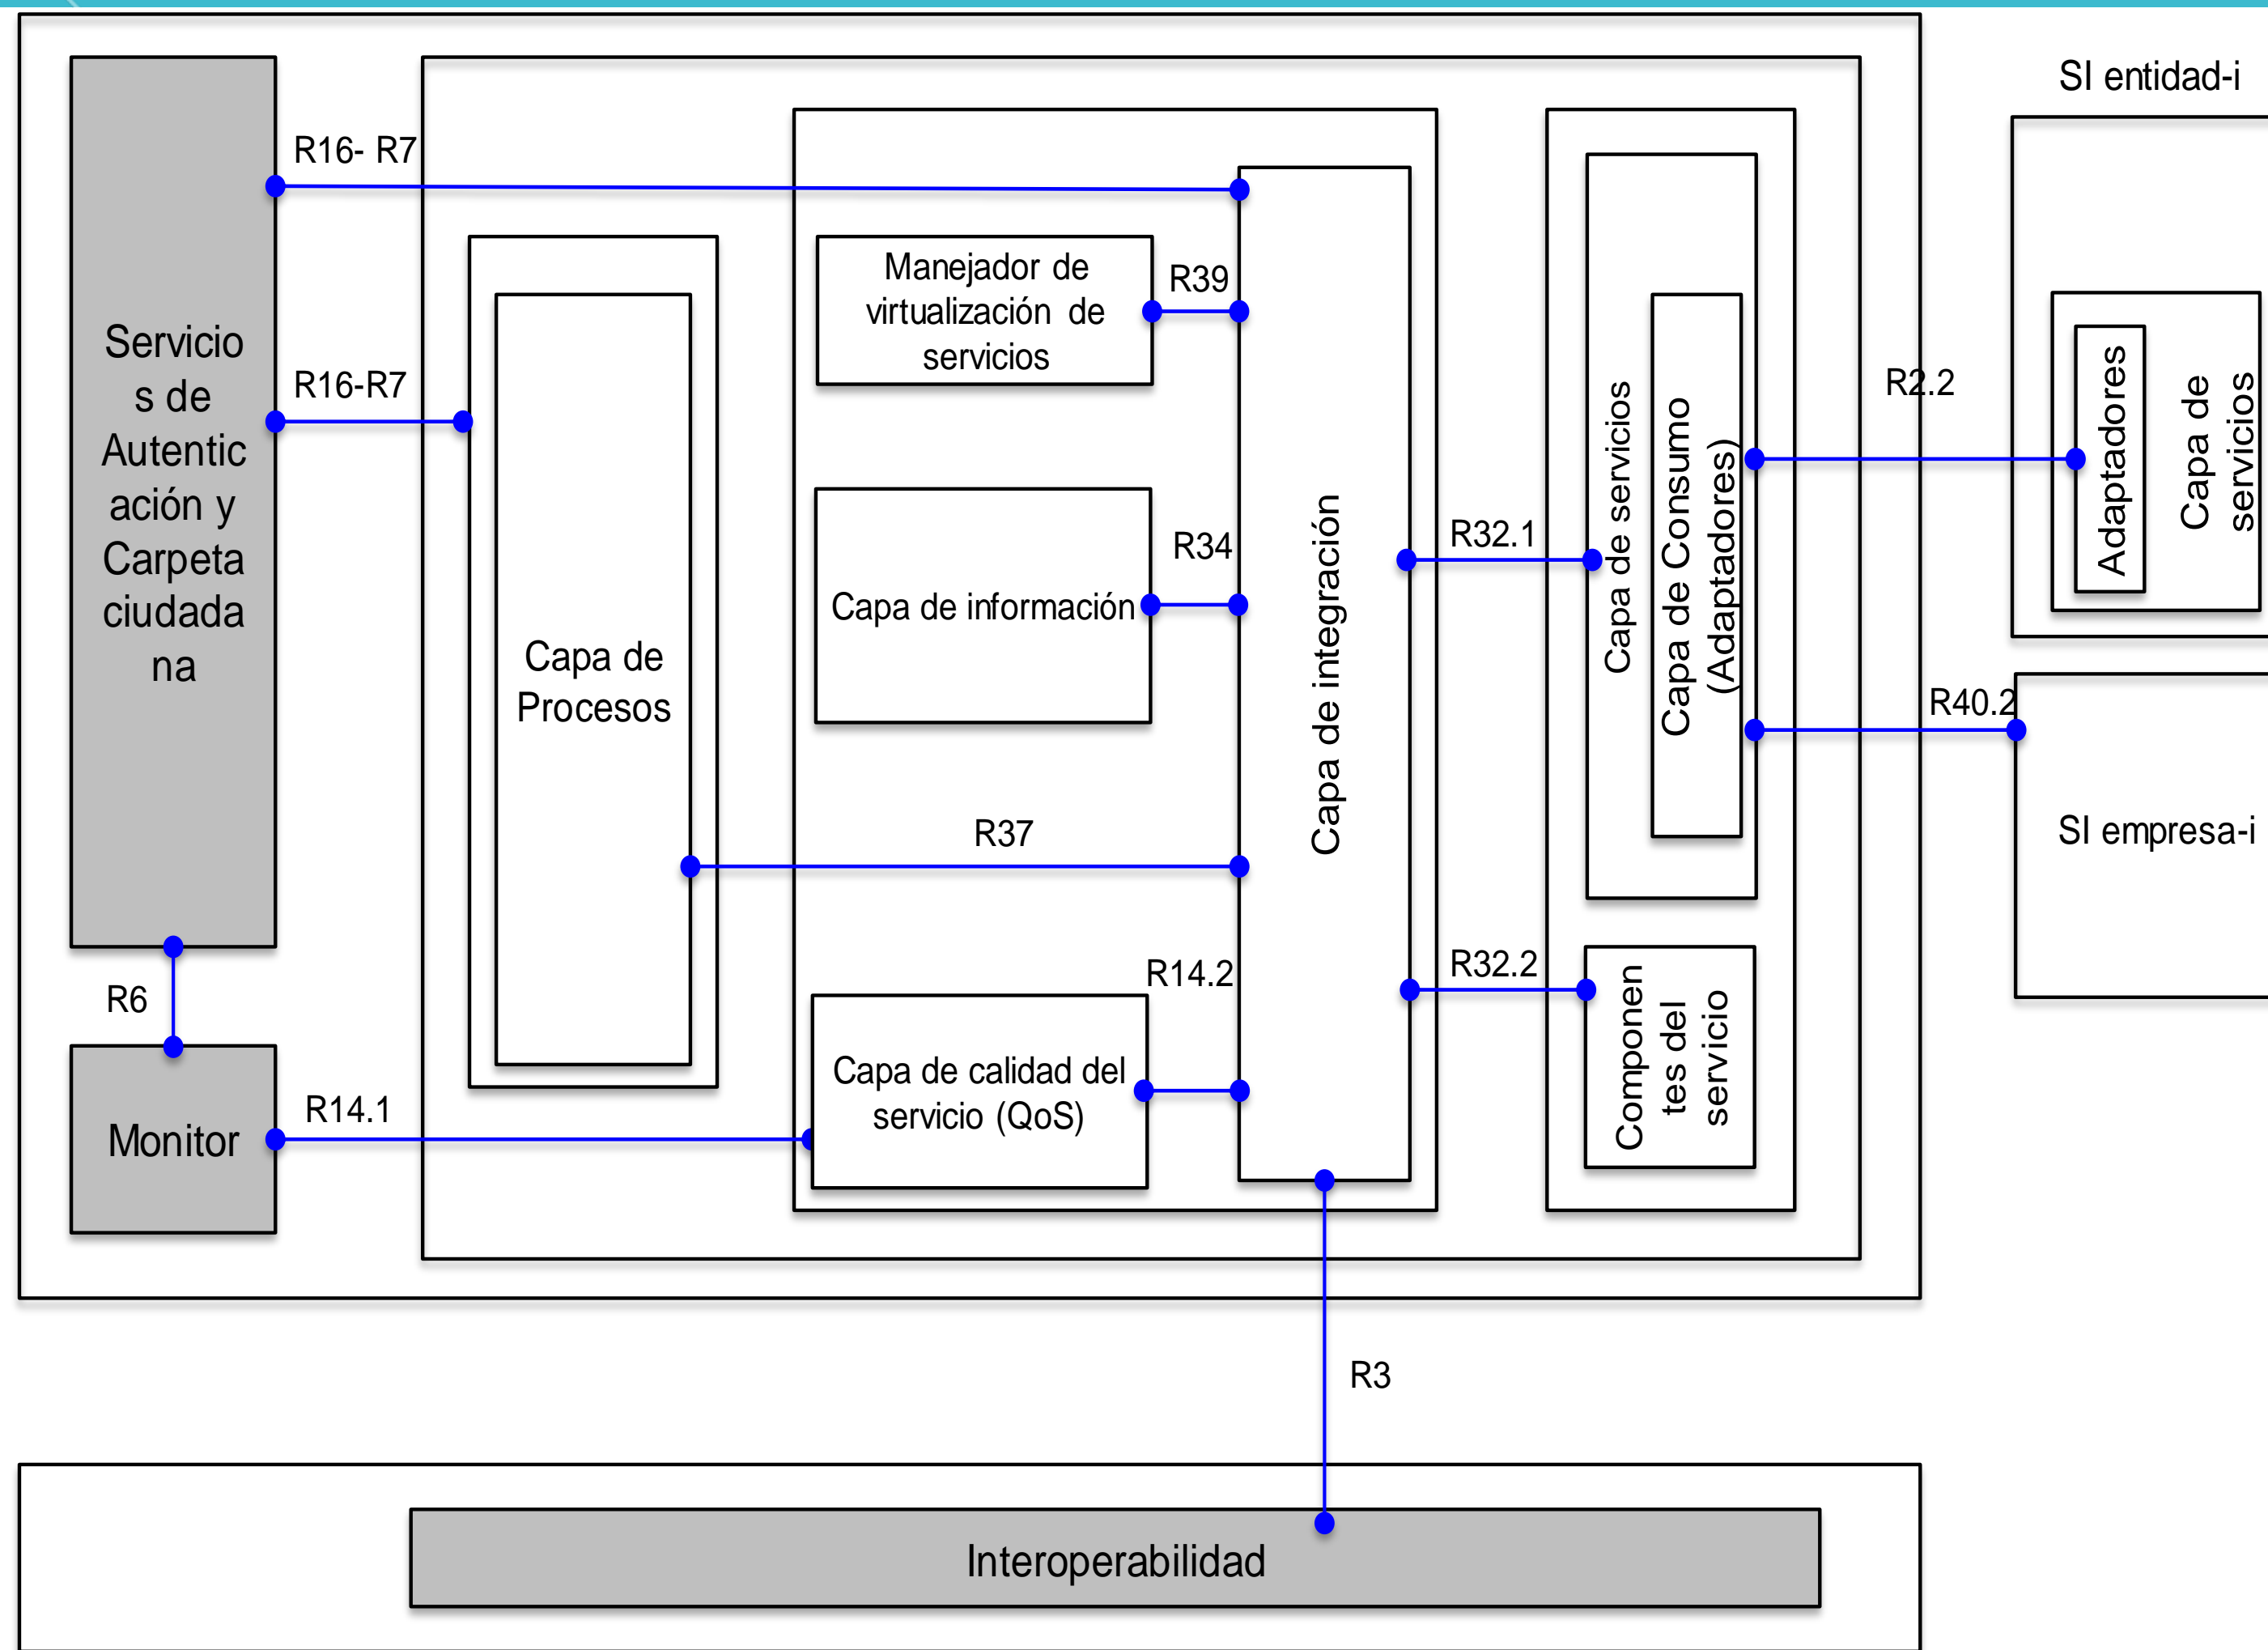 SI entidad-i
R16- R7
Servicio
s de
Autentic
ación y
Carpeta
ciudada
na
R16-R7
Capa de
Procesos
Manejador de
virtualización de
servicios
R39
Capa de información
R34
R37
R14.2
Capa de calidad del
servicio (QoS)
Capa de integración
R32.1
R32.2
Capa de servicios
Capa de Consumo
(Adaptadores)
Componen
tes del
servicio
R2.2
Adaptadores
Capa de
servicios
R40.2
SI empresa-i
R6
Monitor
R14.1
R3
Interoperabilidad